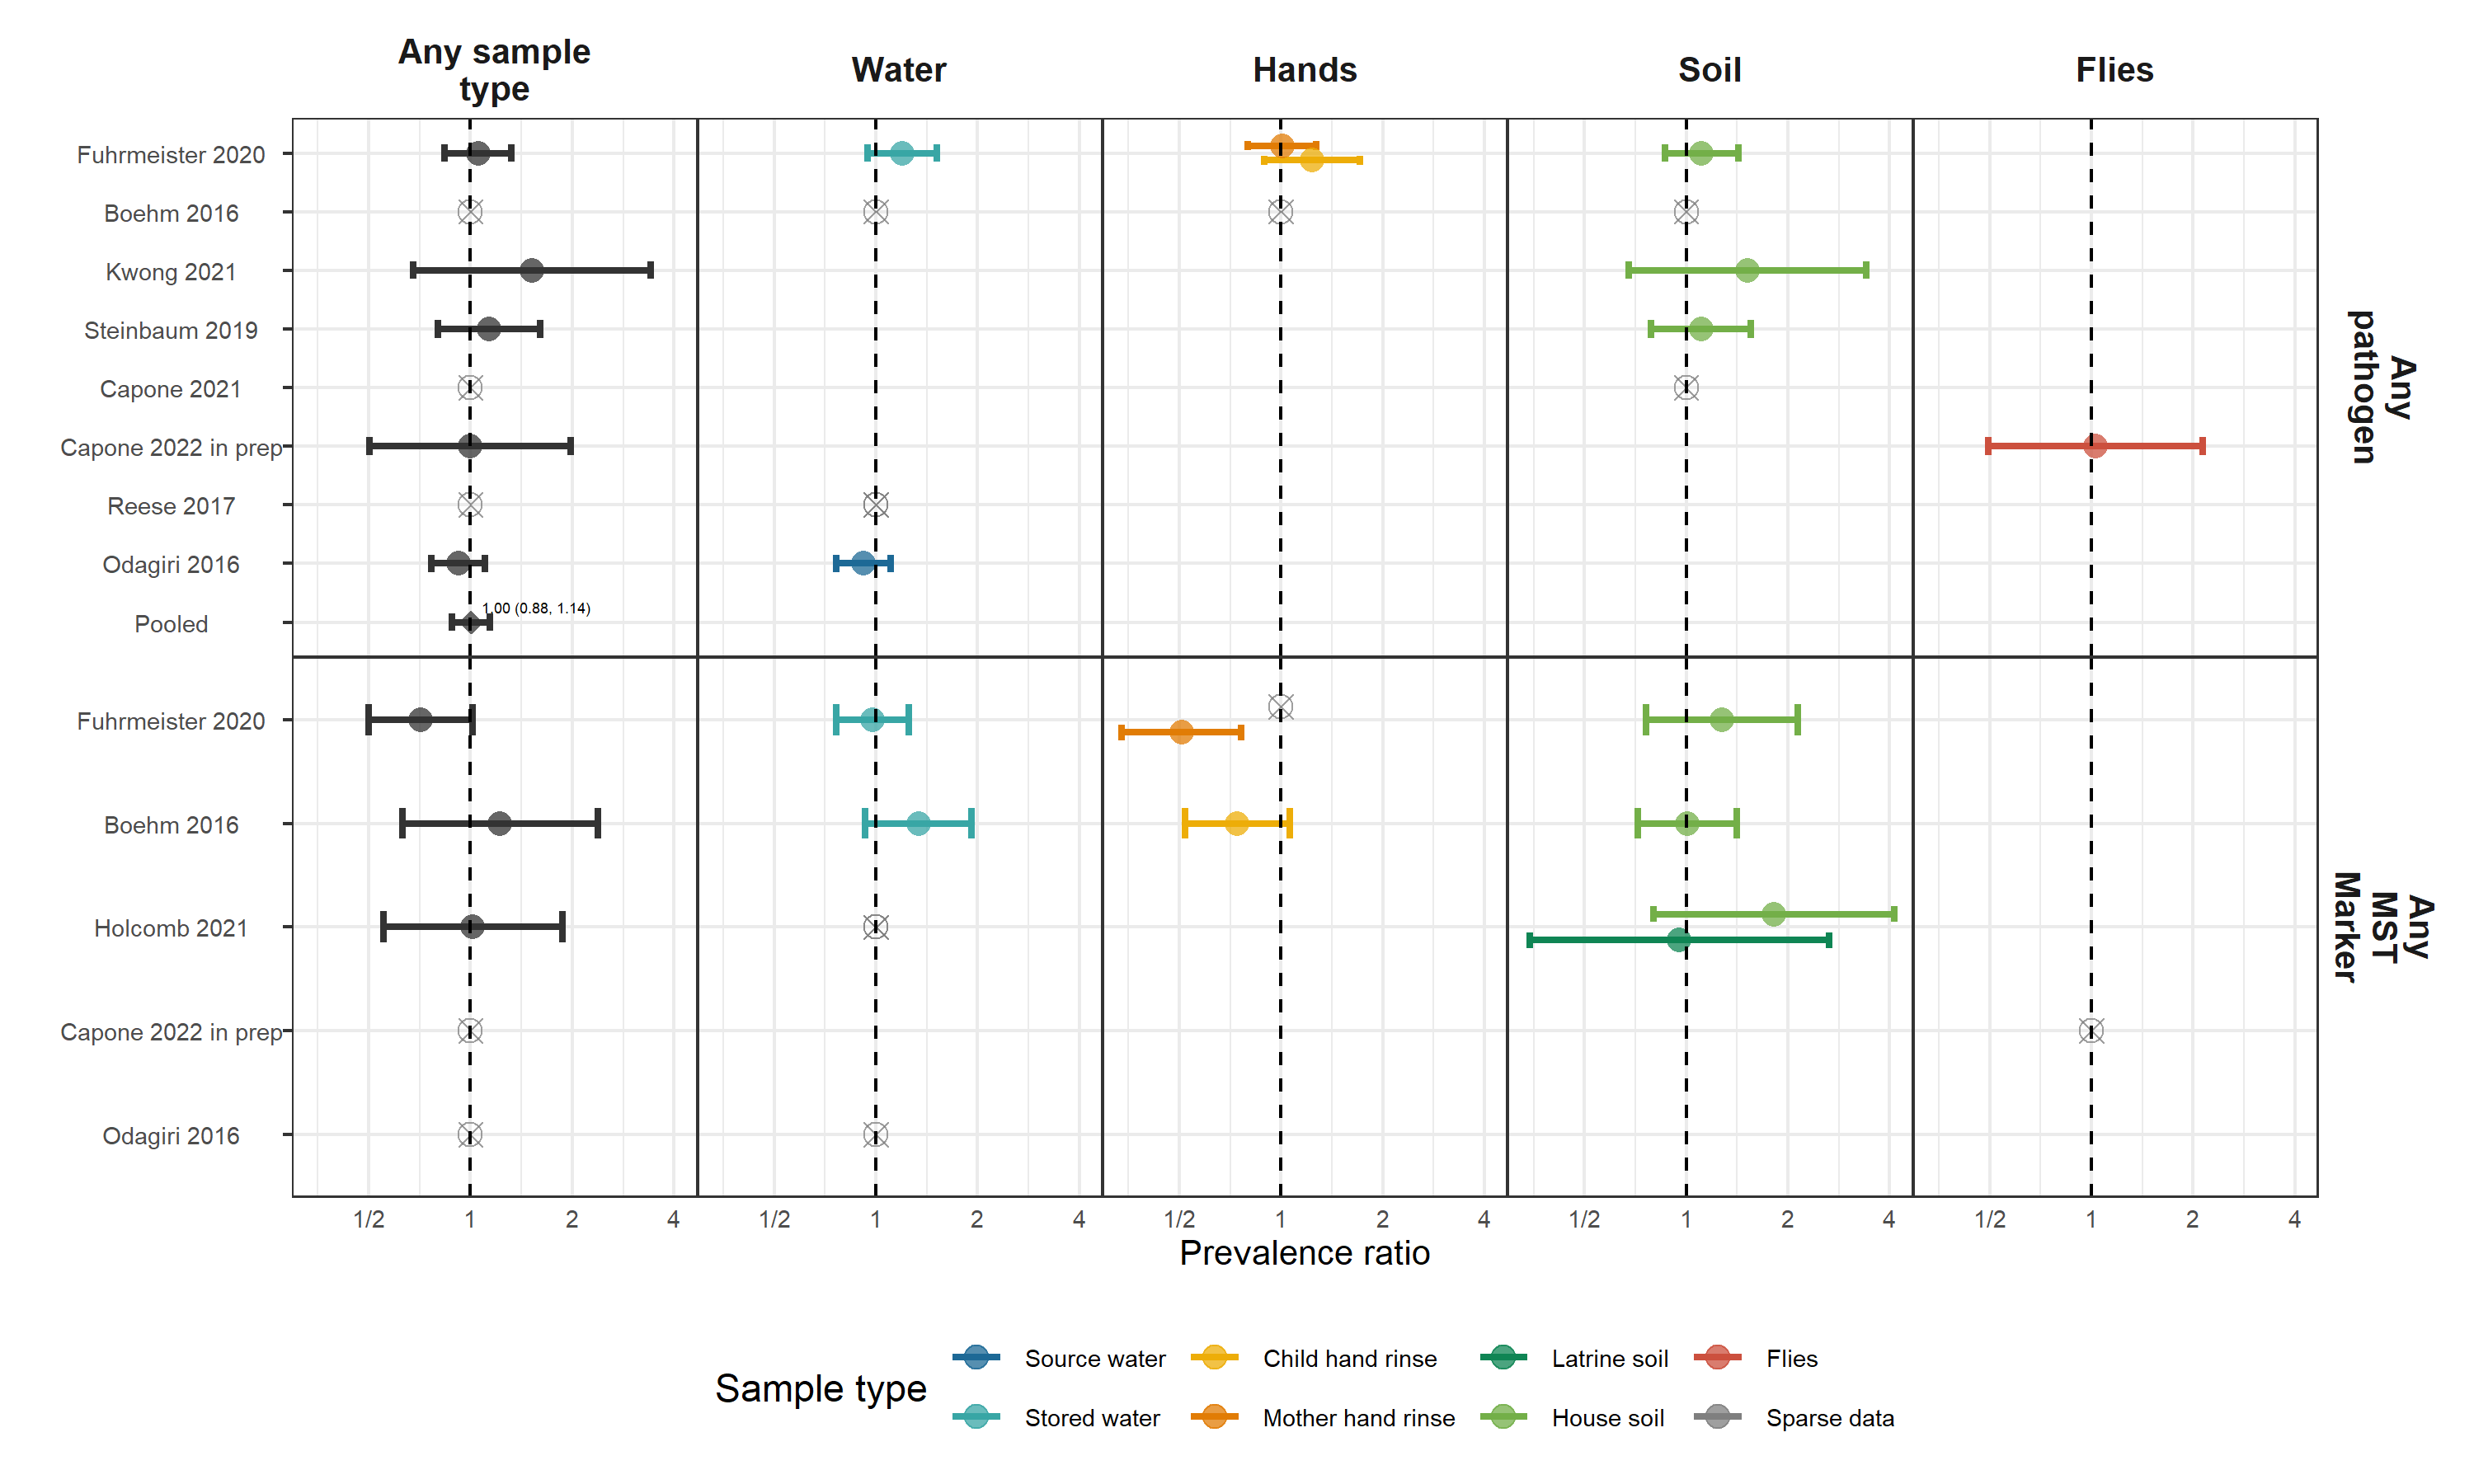 Any sample
type
Water
Hands
Soil
Flies
Fuhrmeister 2020
Boehm 2016
Kwong 2021
Steinbaum 2019
Capone 2021
Capone 2022 in prep
Reese 2017
Odagiri 2016
Pooled
1.00 (0.88, 1.14)
Any
pathogen
Fuhrmeister 2020
Boehm 2016
Holcomb 2021
Capone 2022 in prep
Odagiri 2016
Any
MST
Marker
1/2 1 2 4 1/2 1 2 4 1/2 1 2 4 1/2 1 2 4 1/2 1 2 4
Prevalence ratio
Sample type
Source water Child hand rinse Latrine soil Flies
Stored water Mother hand rinse House soil Sparse data